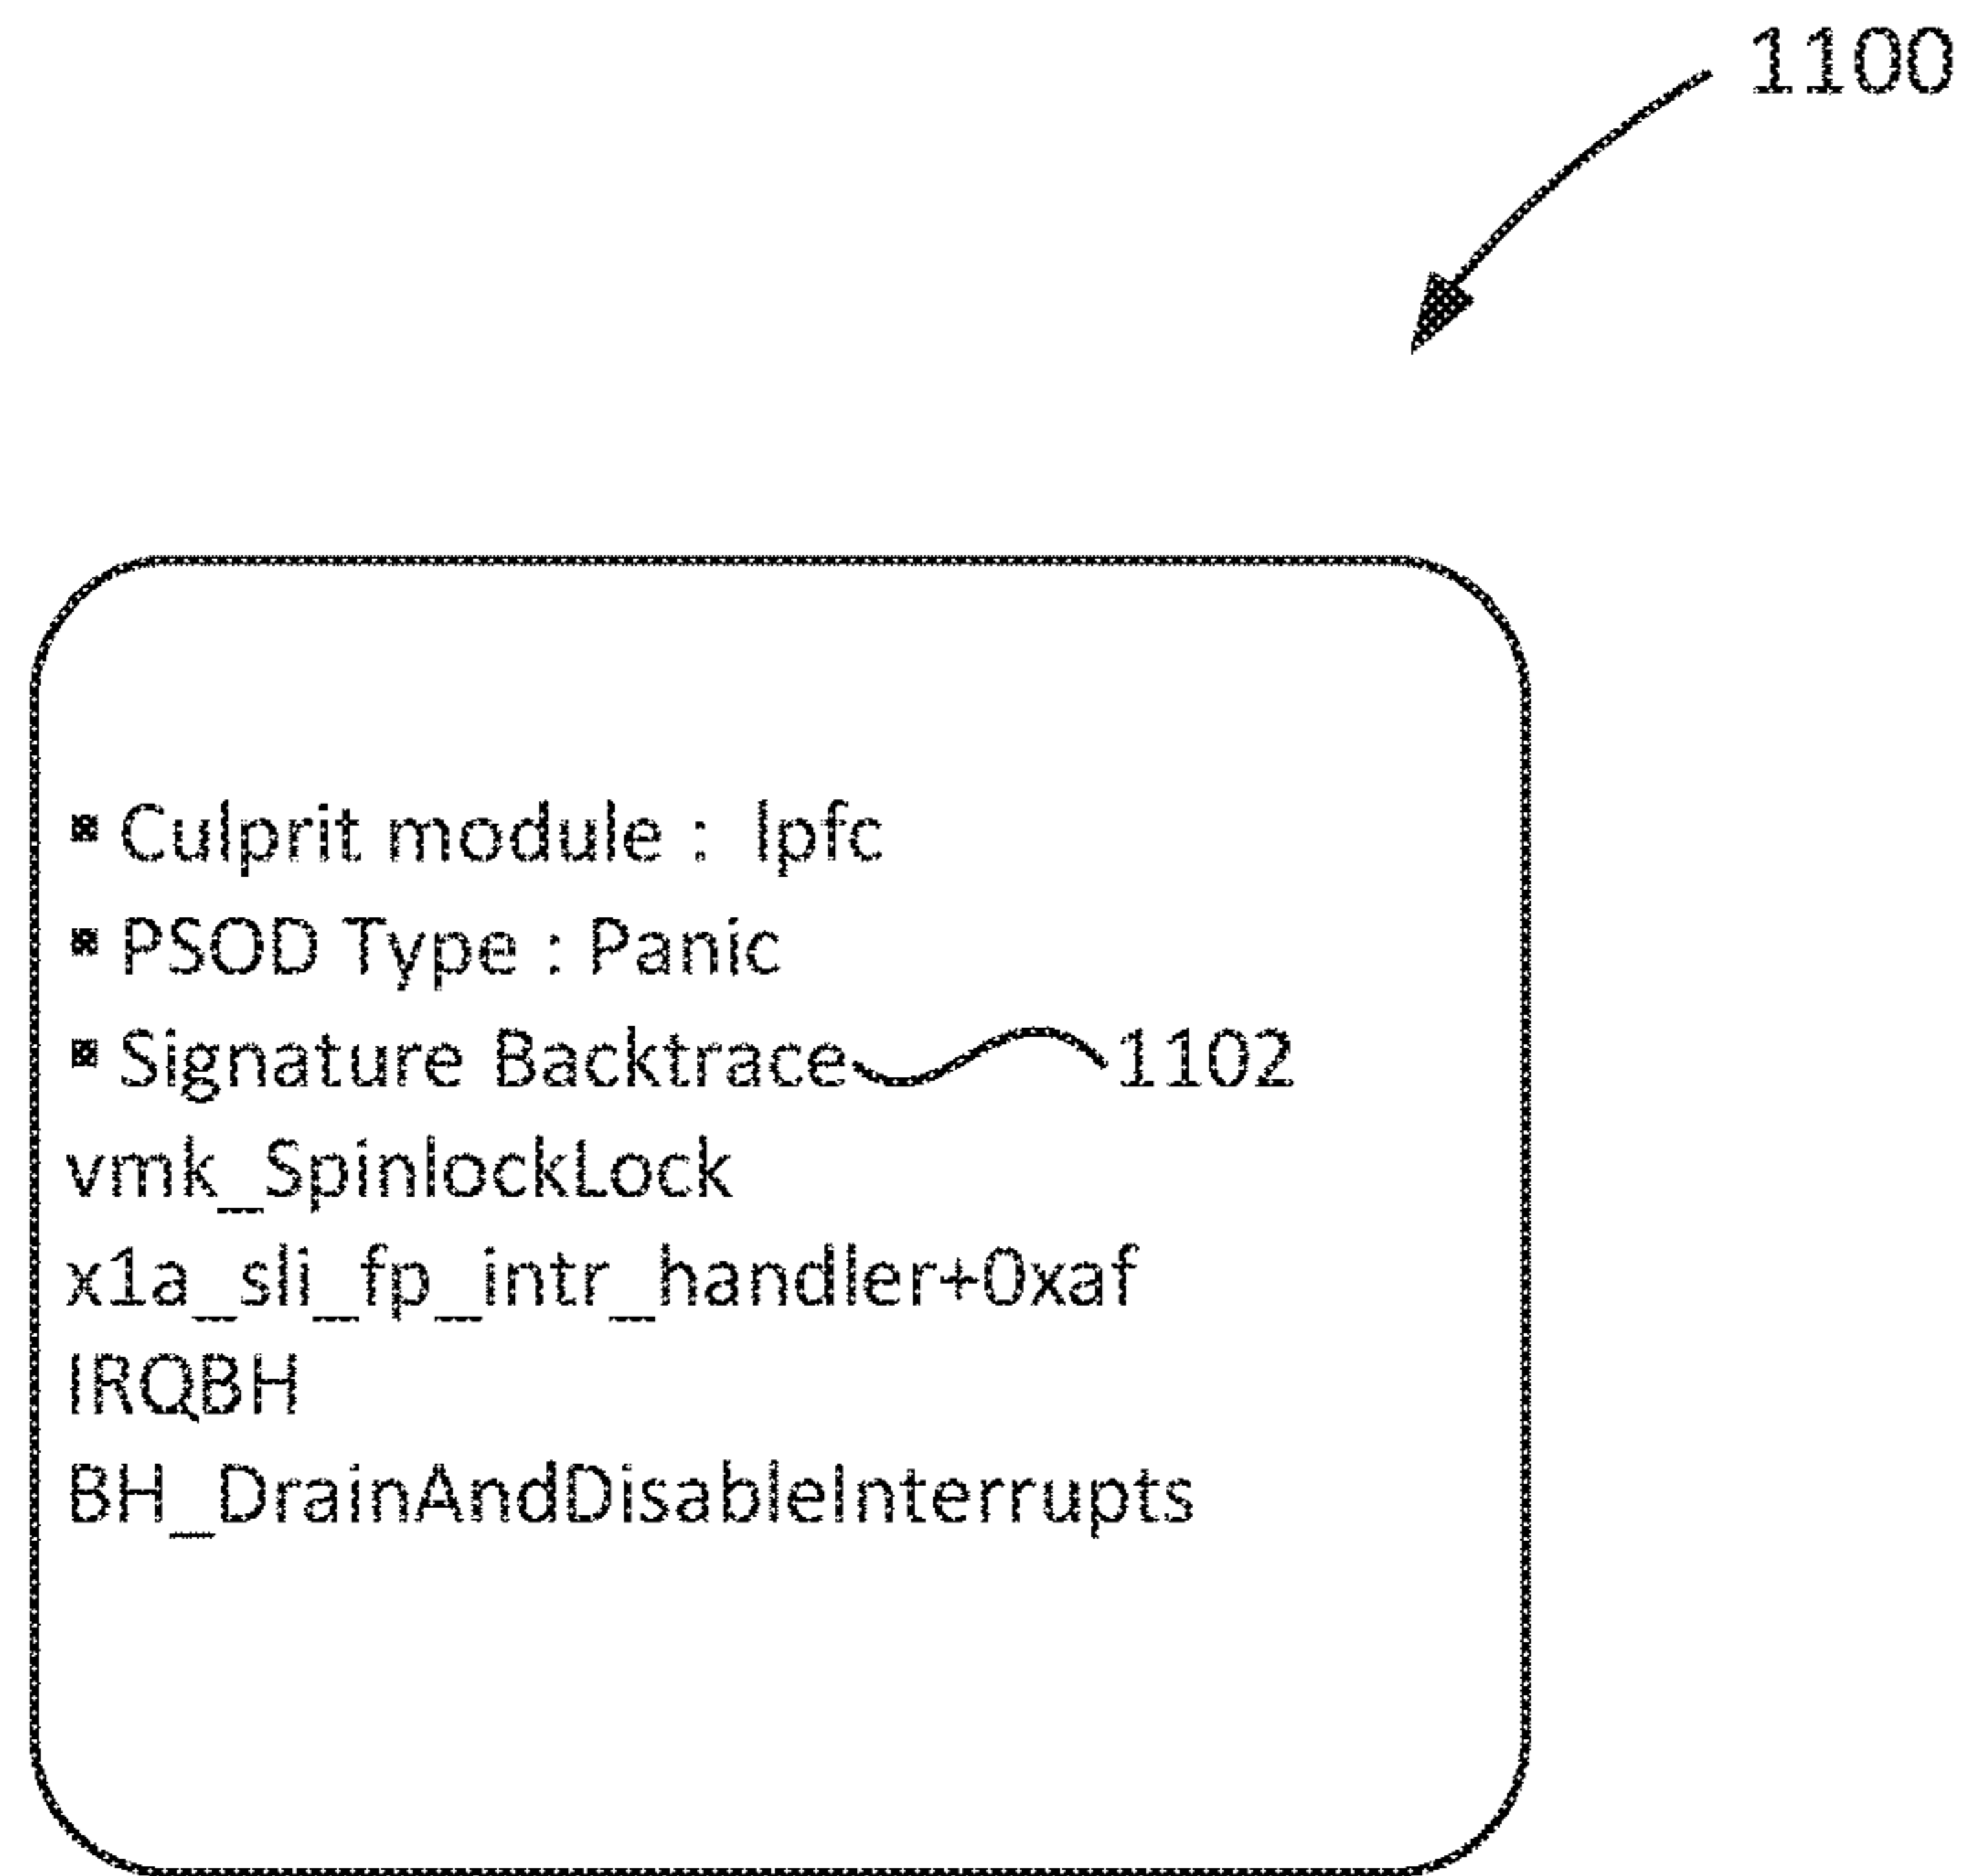 1100
▪ Culprit module :  lpfc
▪ PSOD Type : Panic
▪ Signature Backtrace 1102
vmk_SpinlockLock
x1a_sli_fp_intr_handler+0xaf
IRQBH
BH_DrainAndDisableInterrupts